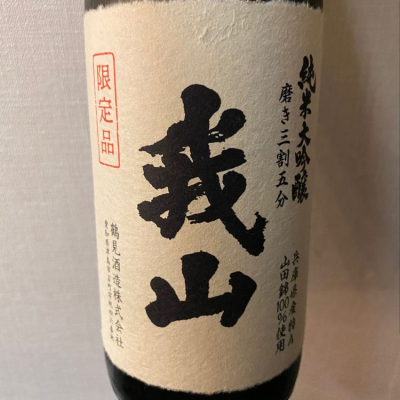 純米大吟醸
磨き三割五分
兵庫県産特A
山田錦100%使用
我山
限定品
鶴見酒造株式会社